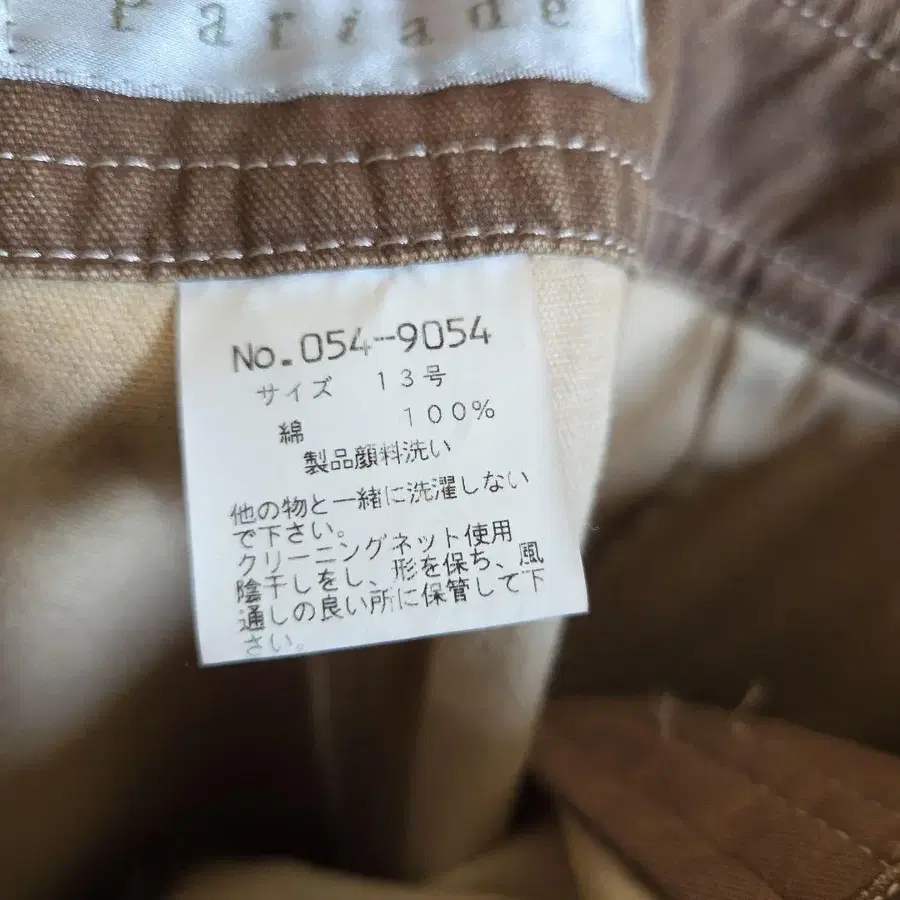 Pariade
No.054-9054
サイズ　13号
綿　100%
製品顔料洗い
他の物と一緒に洗濯しない
で下さい。
クリーニングネット使用
陰干しをし、形を保ち、風
通しの良い所に保管して下
さい。